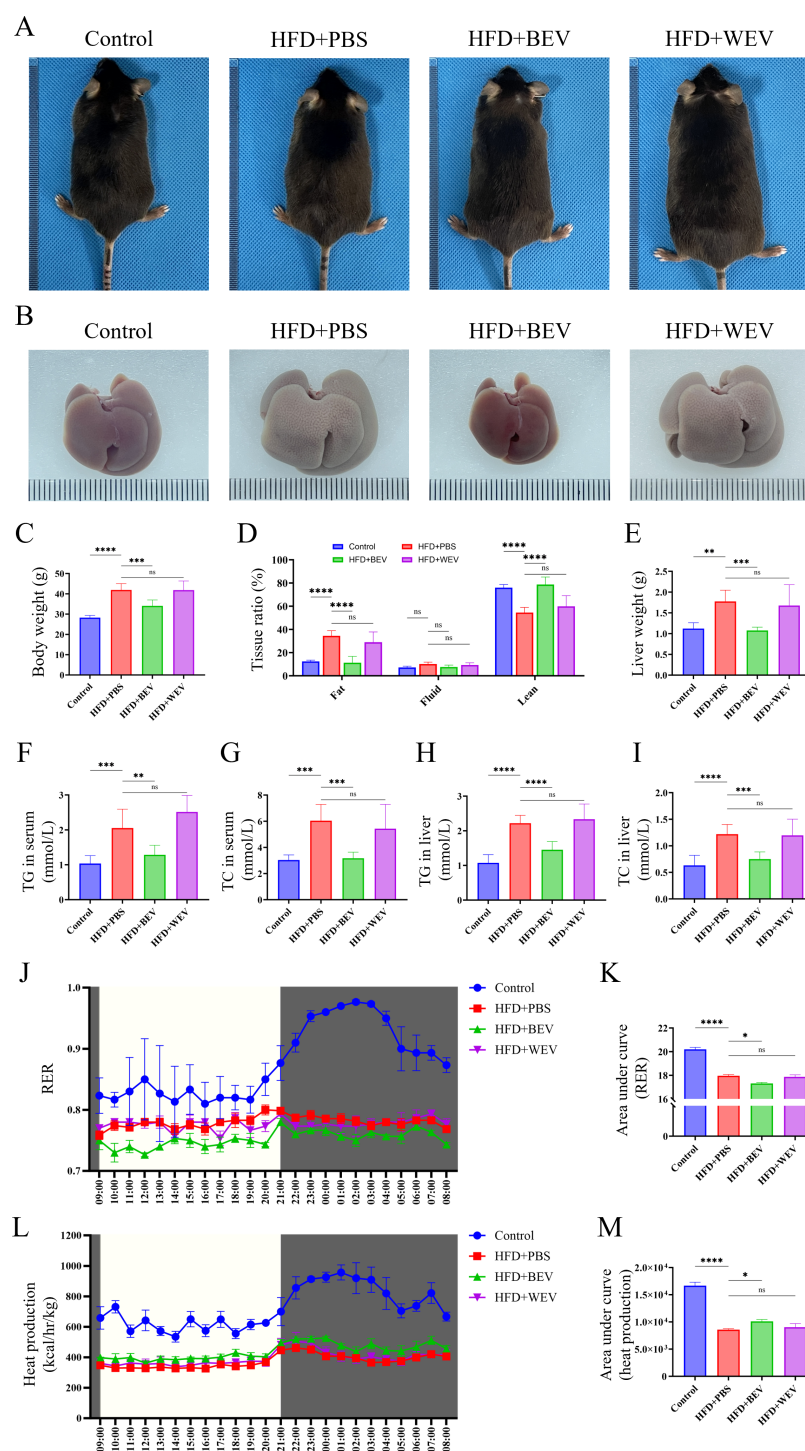 A
Control
HFD+PBS
HFD+BEV
HFD+WEV
B
Control
HFD+PBS
HFD+BEV
HFD+WEV
C
Body weight (g)
50
40
30
20
10
0
****
***
ns
Control
HFD+PBS
HFD+BEV
HFD+WEV
D
Control
HFD+PBS
HFD+BEV
HFD+WEV
Tissue ratio (%)
100
80
60
40
20
0
****
****
ns
ns
ns
ns
****
****
ns
Fat
Fluid
Lean
E
Liver weight (g)
2.5
2.0
1.5
1.0
0.5
0.0
**
***
ns
Control
HFD+PBS
HFD+BEV
HFD+WEV
F
TG in serum
(mmol/L)
3
2
1
0
***
**
ns
Control
HFD+PBS
HFD+BEV
HFD+WEV
G
TC in serum
(mmol/L)
8
6
4
2
0
***
***
ns
Control
HFD+PBS
HFD+BEV
HFD+WEV
H
TG in liver
(mmol/L)
3
2
1
0
****
****
ns
Control
HFD+PBS
HFD+BEV
HFD+WEV
I
TC in liver
(mmol/L)
2.0
1.5
1.0
0.5
0.0
****
***
ns
Control
HFD+PBS
HFD+BEV
HFD+WEV
J
RER
1.0
0.9
0.8
0.7
Control
HFD+PBS
HFD+BEV
HFD+WEV
09:00
10:00
11:00
12:00
13:00
14:00
15:00
16:00
17:00
18:00
19:00
20:00
21:00
22:00
23:00
00:00
01:00
02:00
03:00
04:00
05:00
06:00
07:00
08:00
K
Area under curve
(RER)
22
20
18
16
0
****
*
ns
Control
HFD+PBS
HFD+BEV
HFD+WEV
L
Heat production
(kcal/hr/kg)
1200
1000
800
600
400
200
0
Control
HFD+PBS
HFD+BEV
HFD+WEV
09:00
10:00
11:00
12:00
13:00
14:00
15:00
16:00
17:00
18:00
19:00
20:00
21:00
22:00
23:00
00:00
01:00
02:00
03:00
04:00
05:00
06:00
07:00
08:00
M
Area under curve
(heat production)
2.0×10⁴
1.5×10⁴
1.0×10⁴
5.0×10³
0
****
*
ns
Control
HFD+PBS
HFD+BEV
HFD+WEV